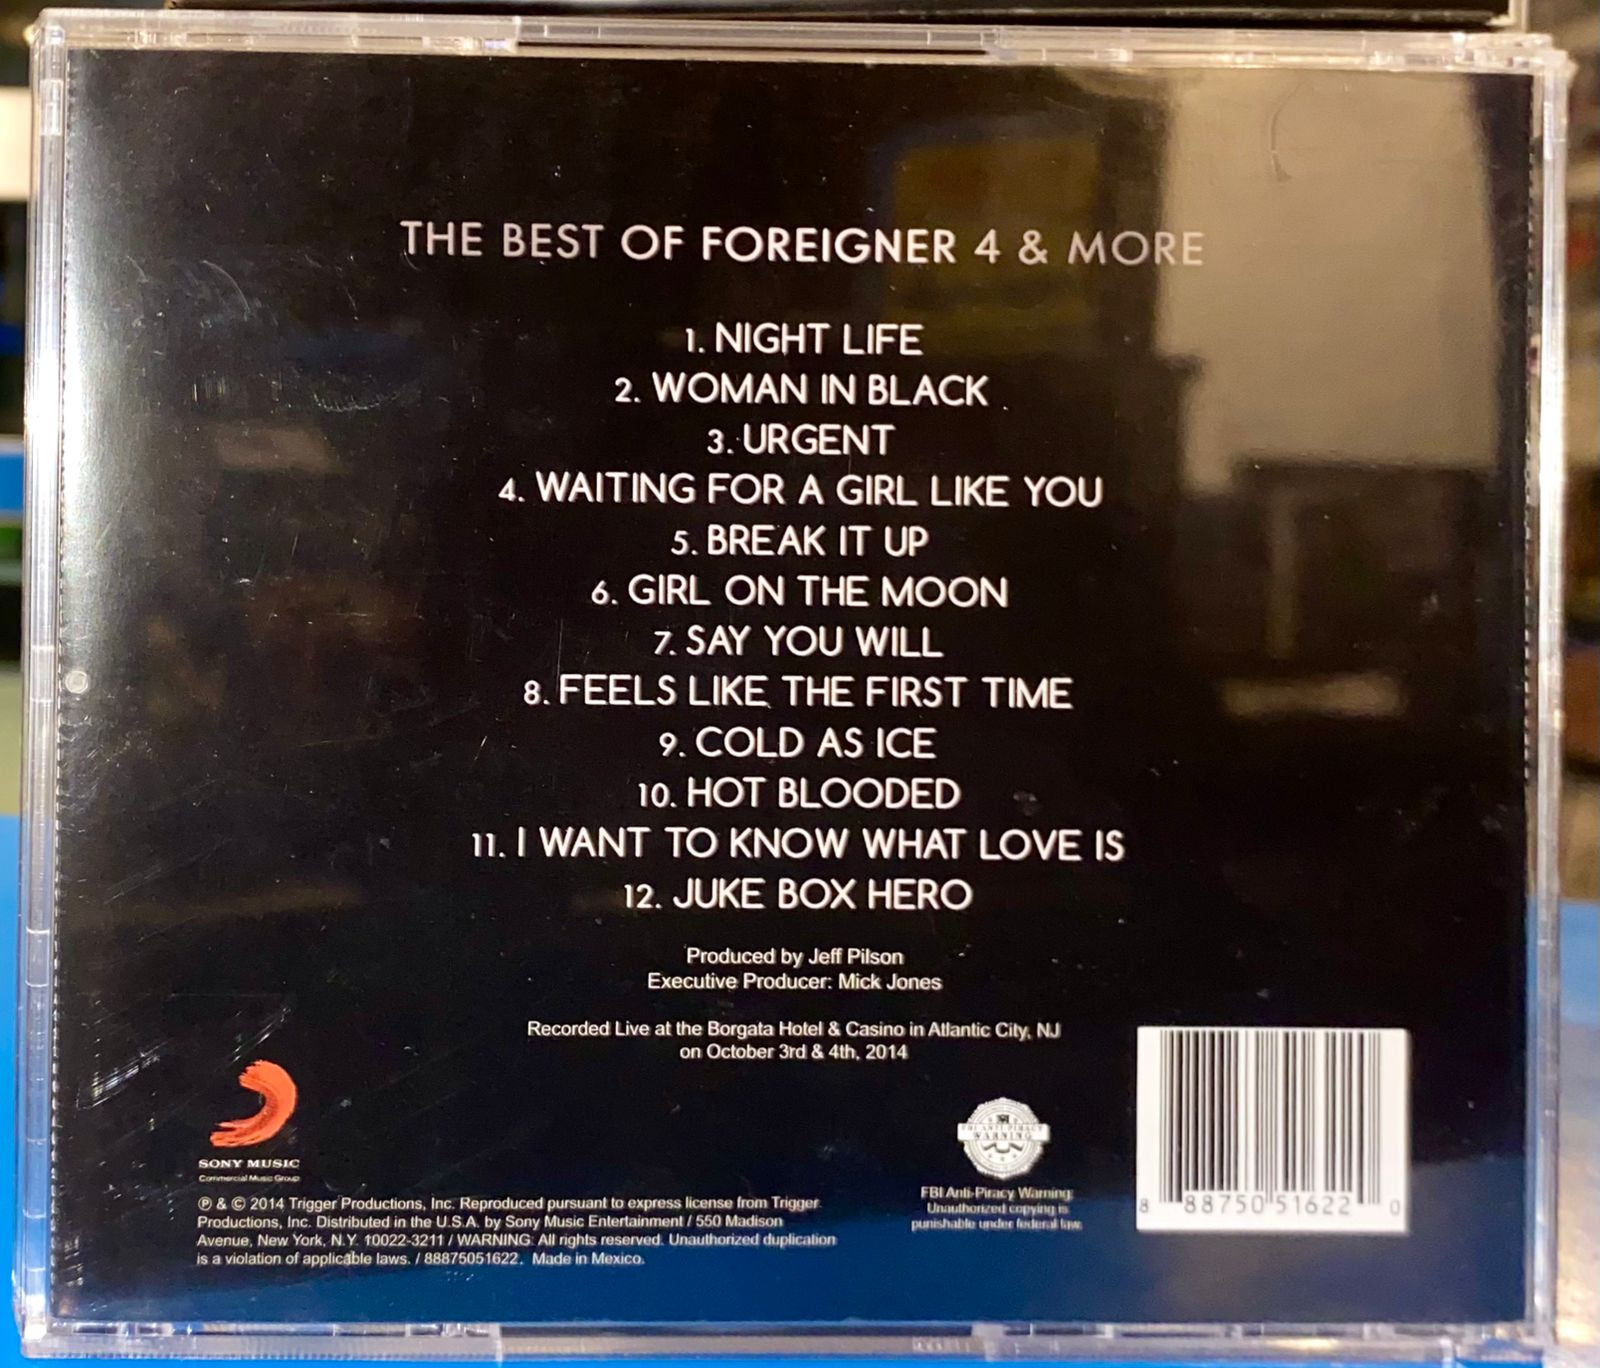 THE BEST OF FOREIGNER 4 & MORE
1. NIGHT LIFE
2. WOMAN IN BLACK
3. URGENT
4. WAITING FOR A GIRL LIKE YOU
5. BREAK IT UP
6. GIRL ON THE MOON
7. SAY YOU WILL
8. FEELS LIKE THE FIRST TIME
9. COLD AS ICE
10. HOT BLOODED
11. I WANT TO KNOW WHAT LOVE IS
12. JUKE BOX HERO
Produced by Jeff Pilson
Executive Producer: Mick Jones
Recorded Live at the Borgata Hotel & Casino in Atlantic City, NJ
on October 3rd & 4th, 2014
SONY MUSIC
Commercial Music Group
℗ & © 2014 Trigger Productions, Inc. Reproduced pursuant to express license from Trigger
Productions, Inc. Distributed in the U.S.A. by Sony Music Entertainment / 550 Madison
Avenue, New York, N.Y. 10022-3211 / WARNING: All rights reserved. Unauthorized duplication
is a violation of applicable laws. / 88875051622. Made in Mexico.
FBI ANTI-PIRACY
WARNING
FBI Anti-Piracy Warning:
Unauthorized copying is
punishable under federal law.
8 88750 51622 0